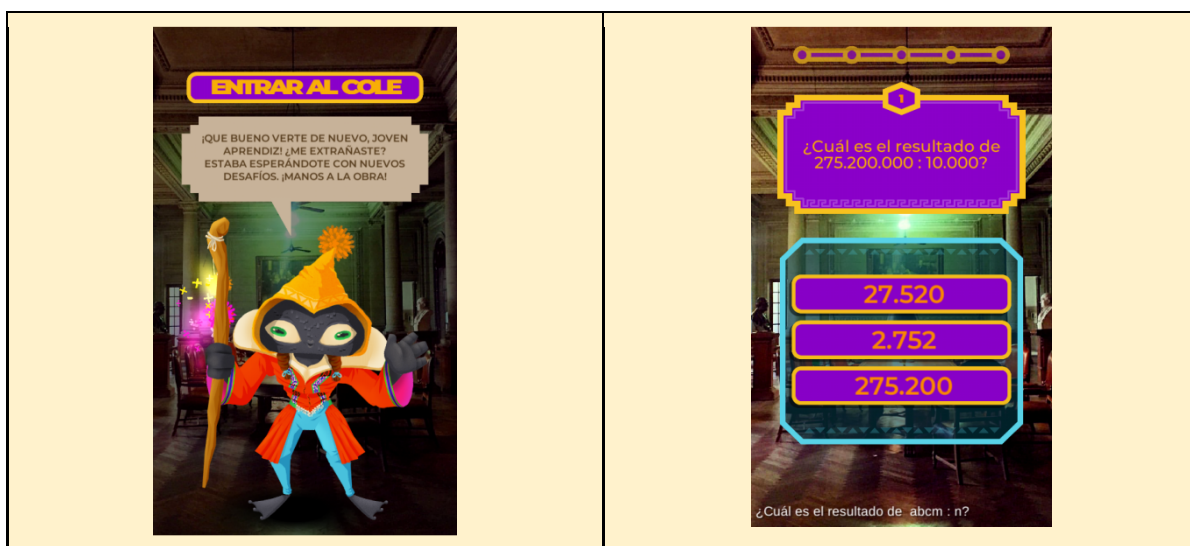 ENTRAR AL COLE
¡QUE BUENO VERTE DE NUEVO, JOVEN
APRENDIZ! ¿ME EXTRAÑASTE?
ESTABA ESPERÁNDOTE CON NUEVOS
DESAFÍOS. ¡MANOS A LA OBRA!
1
¿Cuál es el resultado de
275.200.000 : 10.000?
27.520
2.752
275.200
¿Cuál es el resultado de abcm : n?